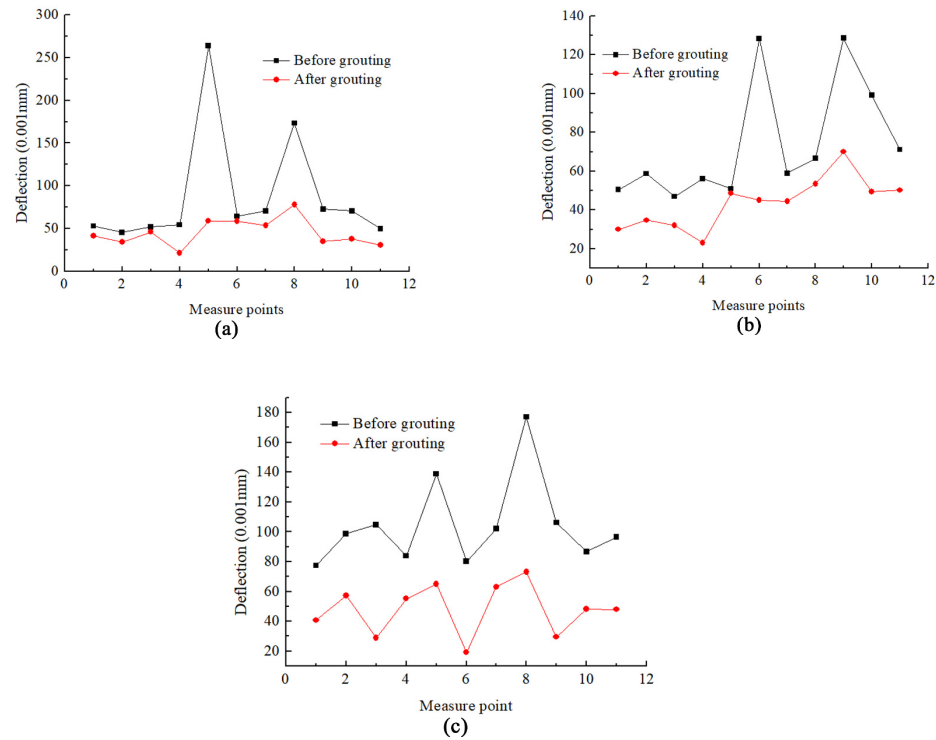 300
250
200
150
100
50
0
Deflection (0.001mm)
Before grouting
After grouting
0 2 4 6 8 10 12
Measure points
(a)
140
120
100
80
60
40
20
Deflection (0.001mm)
Before grouting
After grouting
0 2 4 6 8 10 12
Measure points
(b)
180
160
140
120
100
80
60
40
20
Deflection (0.001mm)
Before grouting
After grouting
0 2 4 6 8 10 12
Measure point
(c)